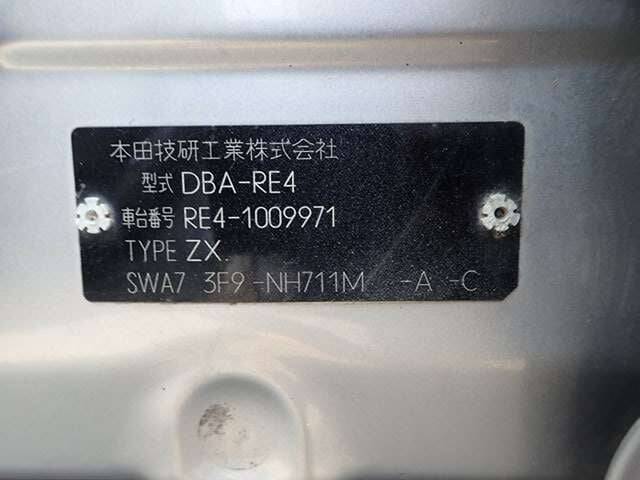 本田技研工業株式会社
型式 DBA-RE4
車台番号 RE4-1009971
TYPE ZX.
SWA7 3F9-NH711M -A -C